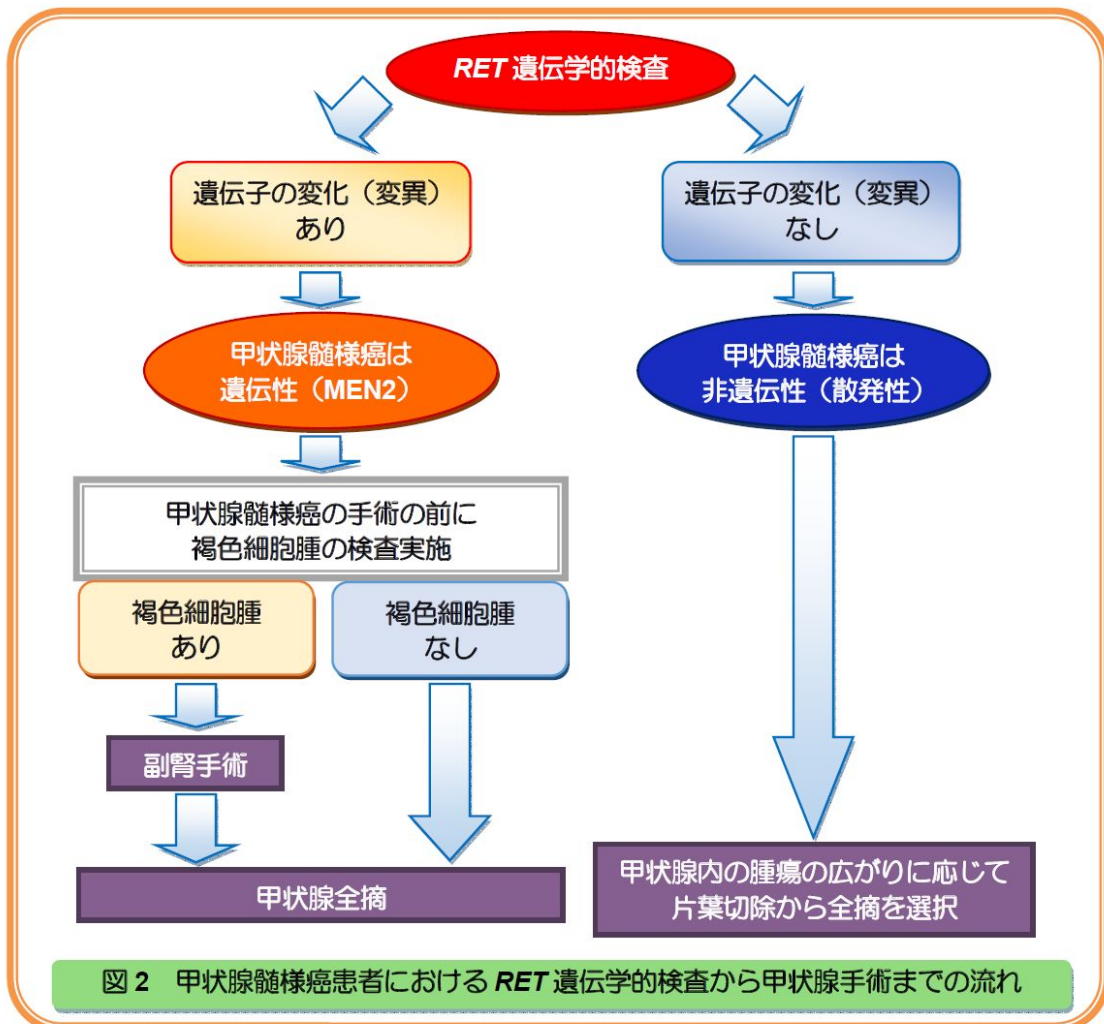 RET 遺伝学的検査
遺伝子の変化（変異）
あり
遺伝子の変化（変異）
なし
甲状腺髄様癌は
遺伝性（MEN2）
甲状腺髄様癌は
非遺伝性（散発性）
甲状腺髄様癌の手術の前に
褐色細胞腫の検査実施
褐色細胞腫
あり
褐色細胞腫
なし
副腎手術
甲状腺全摘
甲状腺内の腫瘍の広がりに応じて
片葉切除から全摘を選択
図 2　甲状腺髄様癌患者における RET 遺伝学的検査から甲状腺手術までの流れ